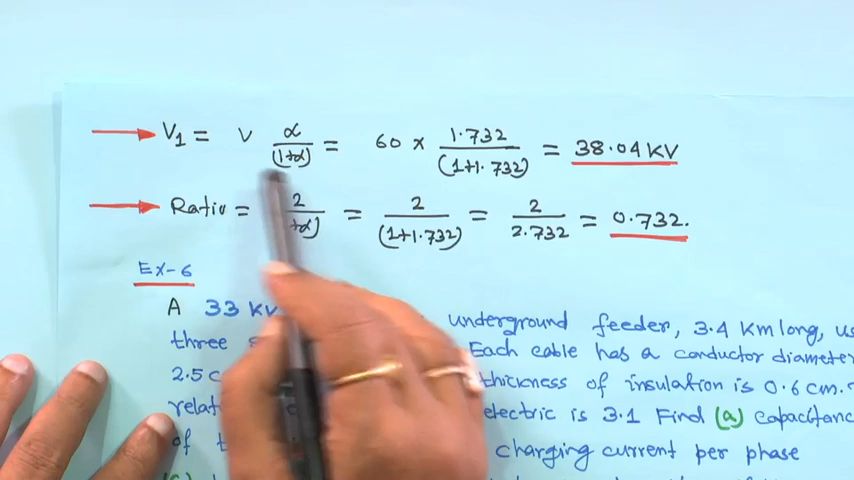 V₁ = V α/(1+α) = 60 × 1.732/(1+1.732) = 38.04 KV
Ratio = 2/ +α) = 2/(1+1.732) = 2/2.732 = 0.732.
Ex-6
A 33 KV underground feeder, 3.4 Km long, us
three s Each cable has a conductor diameter
2.5 c thickness of insulation is 0.6 cm.
relat electric is 3.1 Find (a) capacitanc
of t charging current per phase